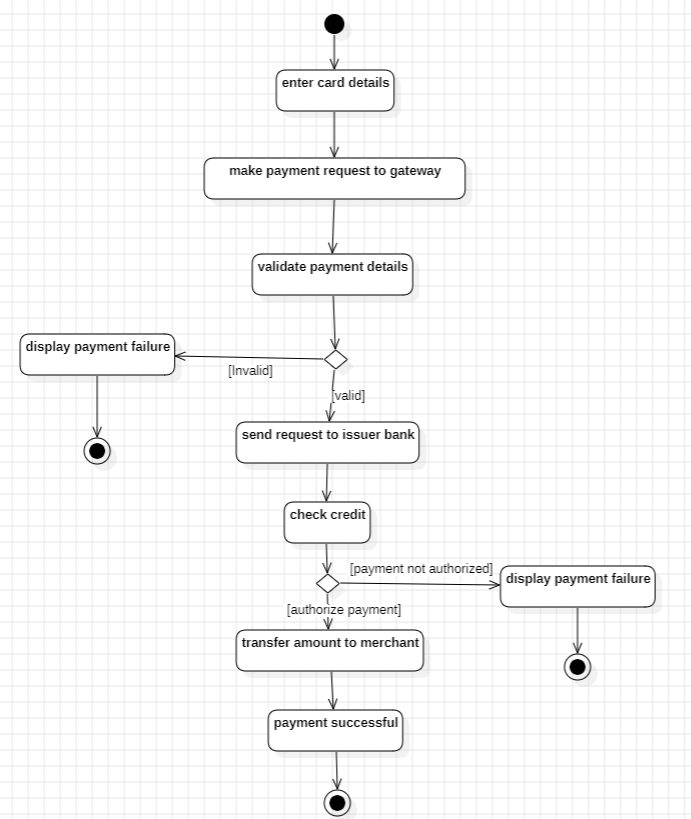 enter card details
make payment request to gateway
validate payment details
display payment failure
[Invalid]
[valid]
send request to issuer bank
check credit
[payment not authorized]
display payment failure
[authorize payment]
transfer amount to merchant
payment successful